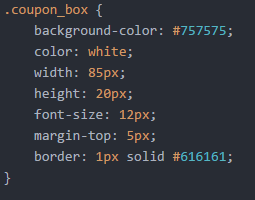 .coupon_box {
    background-color: #757575;
    color: white;
    width: 85px;
    height: 20px;
    font-size: 12px;
    margin-top: 5px;
    border: 1px solid #616161;
}